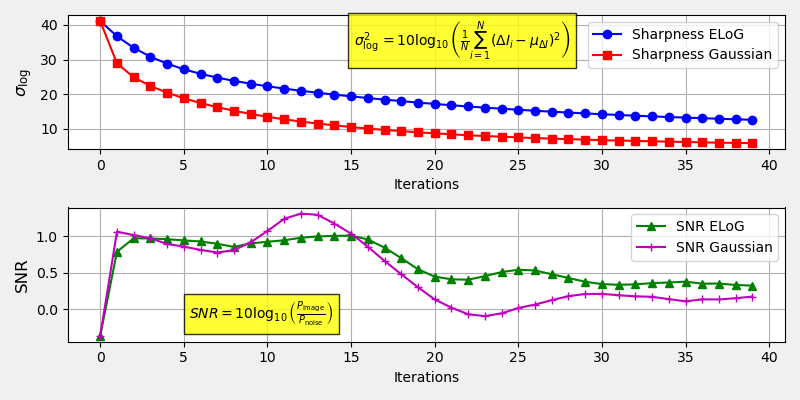 40
30
20
10
σ_log
σ²_log = 10log₁₀(1/N ∑_{i=1}^{N} (ΔI_i − μ_ΔI)²)
Sharpness ELoG
Sharpness Gaussian
0 5 10 15 20 25 30 35 40
Iterations
1.0
0.5
0.0
SNR
SNR ELoG
SNR Gaussian
SNR = 10log₁₀(P_image/P_noise)
0 5 10 15 20 25 30 35 40
Iterations